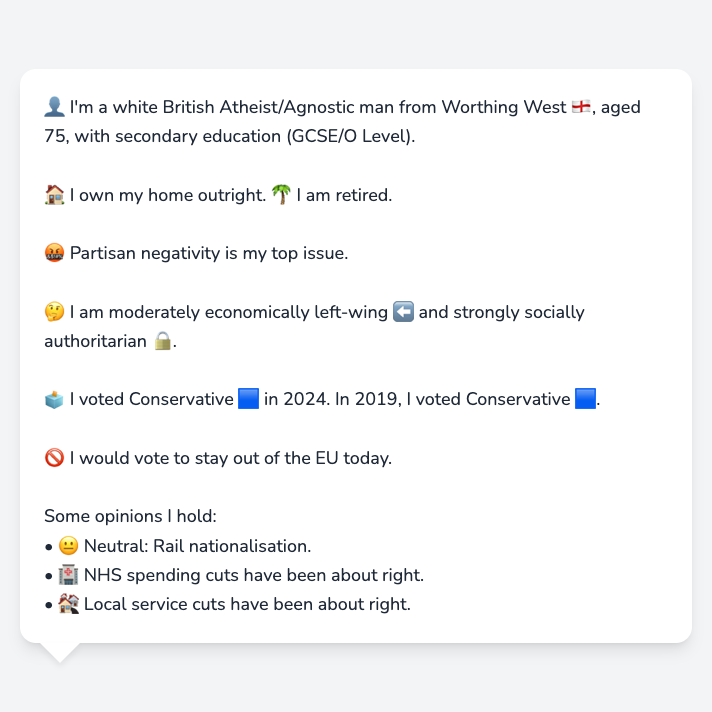 👤 I'm a white British Atheist/Agnostic man from Worthing West 🏴󠁧󠁢󠁥󠁮󠁧󠁿, aged
75, with secondary education (GCSE/O Level).
🏠 I own my home outright. 🌴 I am retired.
🤬 Partisan negativity is my top issue.
🤔 I am moderately economically left-wing ⬅️ and strongly socially
authoritarian 🔒.
🗳️ I voted Conservative 🟦 in 2024. In 2019, I voted Conservative 🟦.
🚫 I would vote to stay out of the EU today.
Some opinions I hold:
• 😐 Neutral: Rail nationalisation.
• 🏥 NHS spending cuts have been about right.
• 🏘️ Local service cuts have been about right.